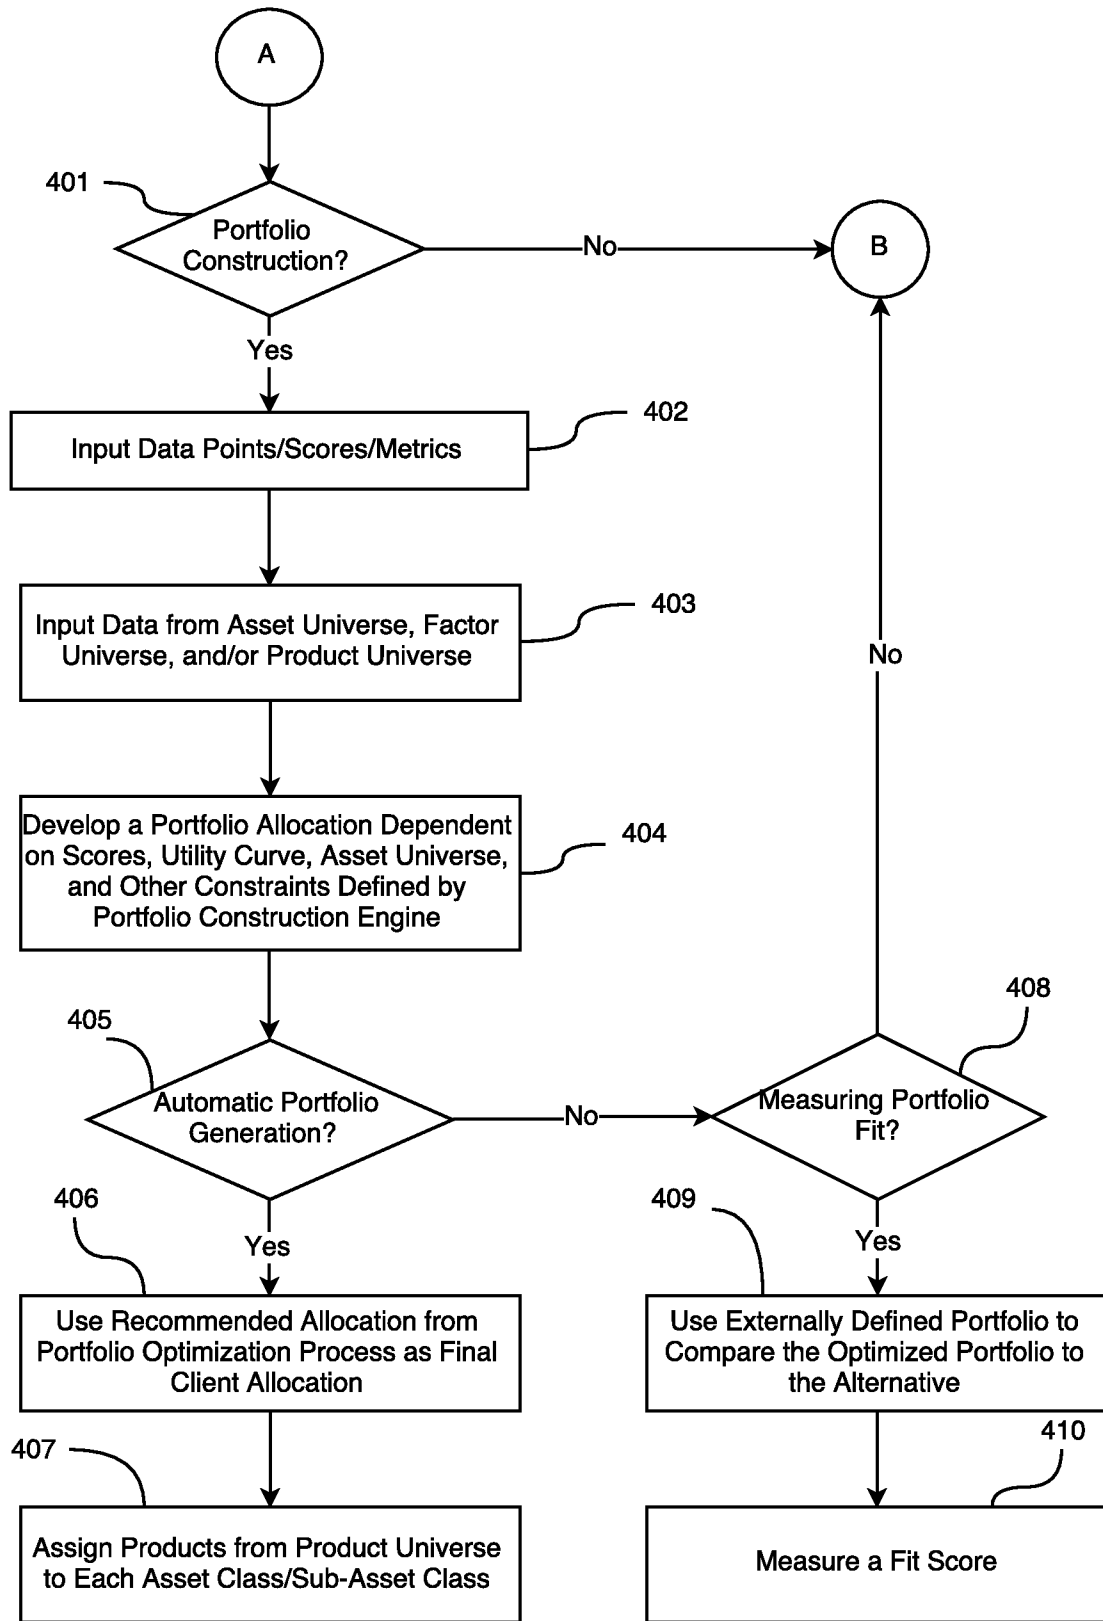 A
401
Portfolio
Construction?
No
B
Yes
402
Input Data Points/Scores/Metrics
403
Input Data from Asset Universe, Factor
Universe, and/or Product Universe
No
Develop a Portfolio Allocation Dependent
on Scores, Utility Curve, Asset Universe,
and Other Constraints Defined by
Portfolio Construction Engine
404
405
408
Automatic Portfolio
Generation?
No
Measuring Portfolio
Fit?
406
409
Yes
Yes
Use Recommended Allocation from
Portfolio Optimization Process as Final
Client Allocation
Use Externally Defined Portfolio to
Compare the Optimized Portfolio to
the Alternative
407
410
Assign Products from Product Universe
to Each Asset Class/Sub-Asset Class
Measure a Fit Score